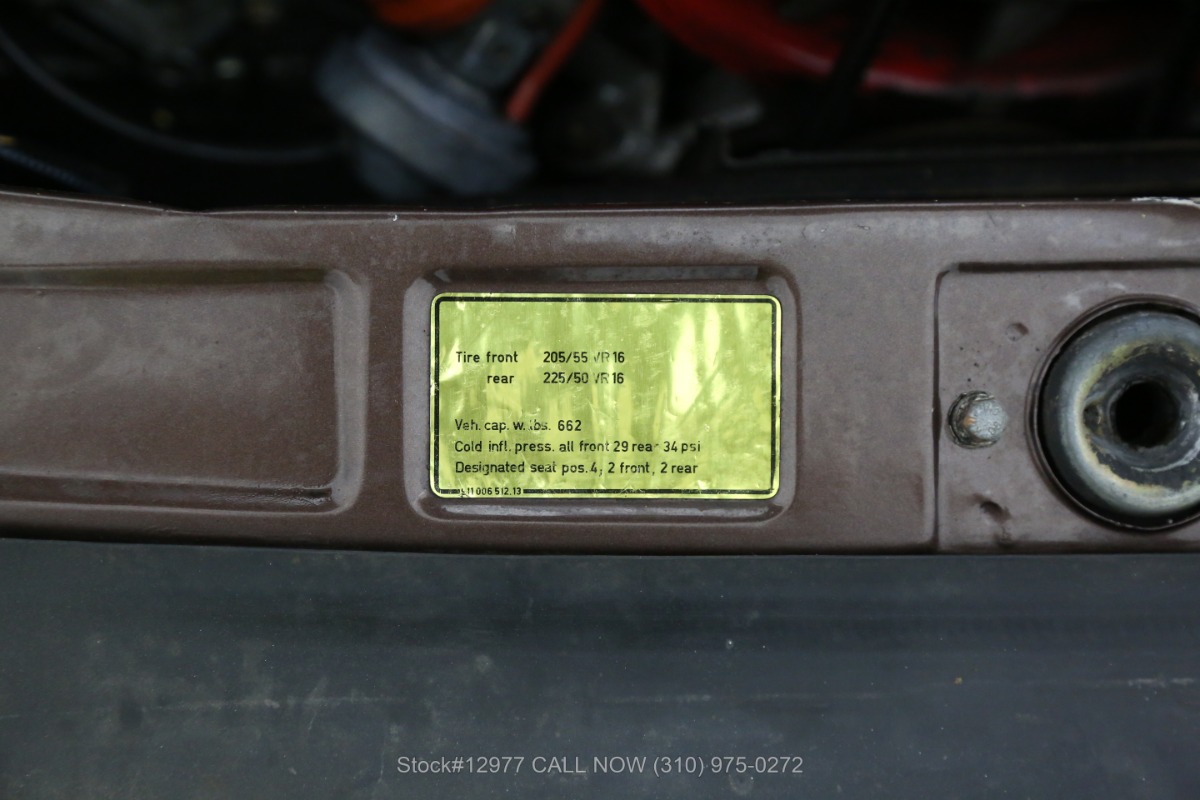 Tire front 205/55 VR16
rear 225/50 VR16
Veh. cap. w. lbs. 662
Cold infl. press. all front 29 rear 34 psi
Designated seat pos. 4, 2 front, 2 rear
911 006 512.13
Stock#12977 CALL NOW (310) 975-0272